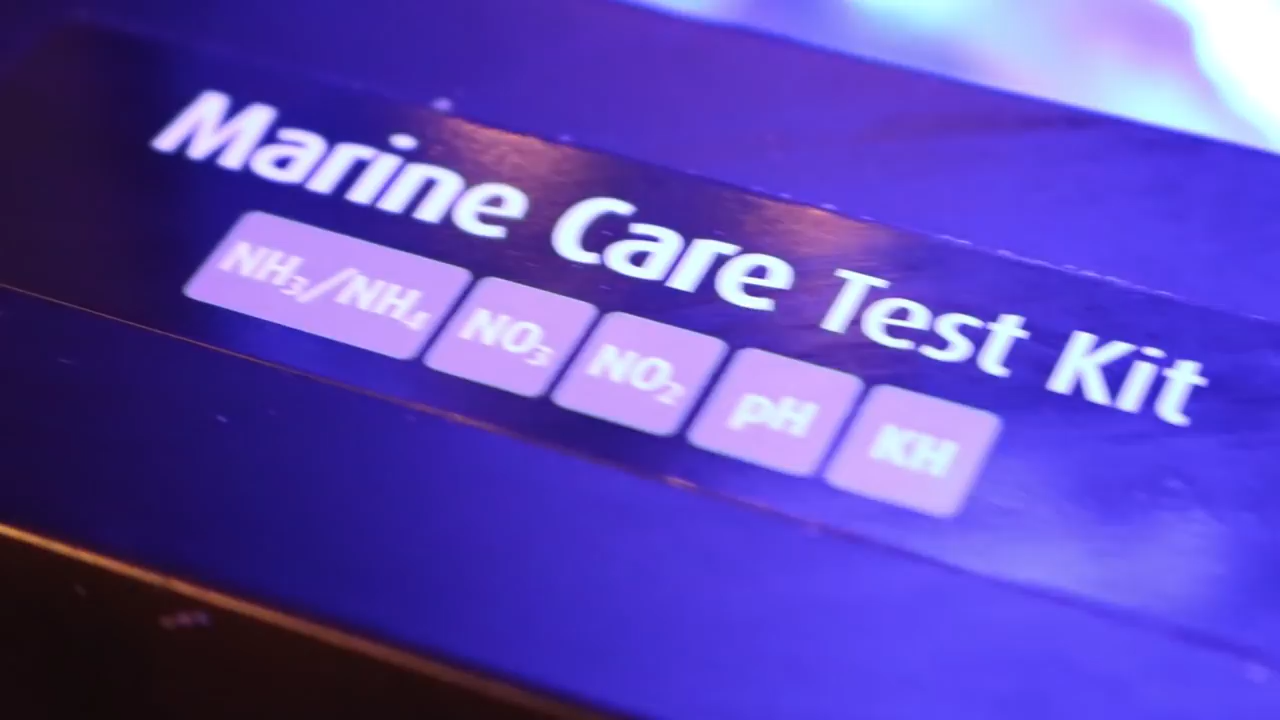 Marine Care Test Kit
NH₃/NH₄ NO₃ NO₂ pH KH